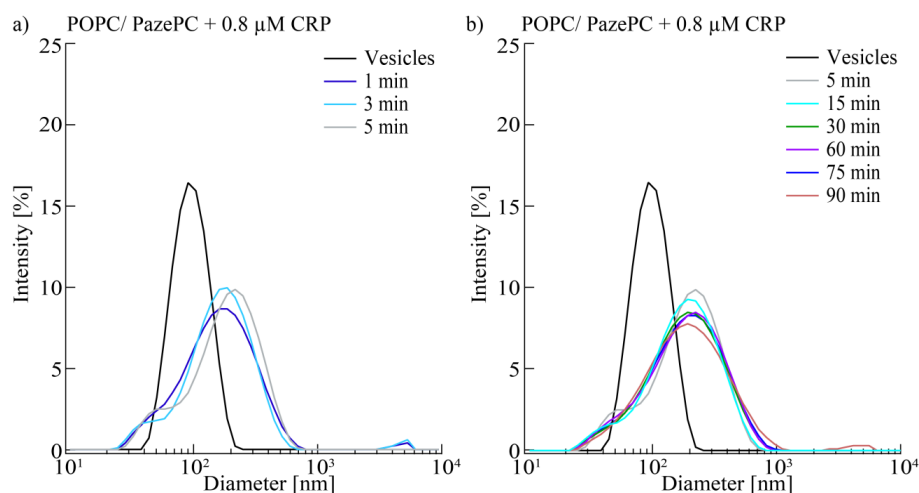 a) POPC/ PazePC + 0.8 µM CRP
25
20
15
10
5
0
Intensity [%]
Vesicles
1 min
3 min
5 min
10¹ 10² 10³ 10⁴
Diameter [nm]
b) POPC/ PazePC + 0.8 µM CRP
25
20
15
10
5
0
Intensity [%]
Vesicles
5 min
15 min
30 min
60 min
75 min
90 min
10¹ 10² 10³ 10⁴
Diameter [nm]